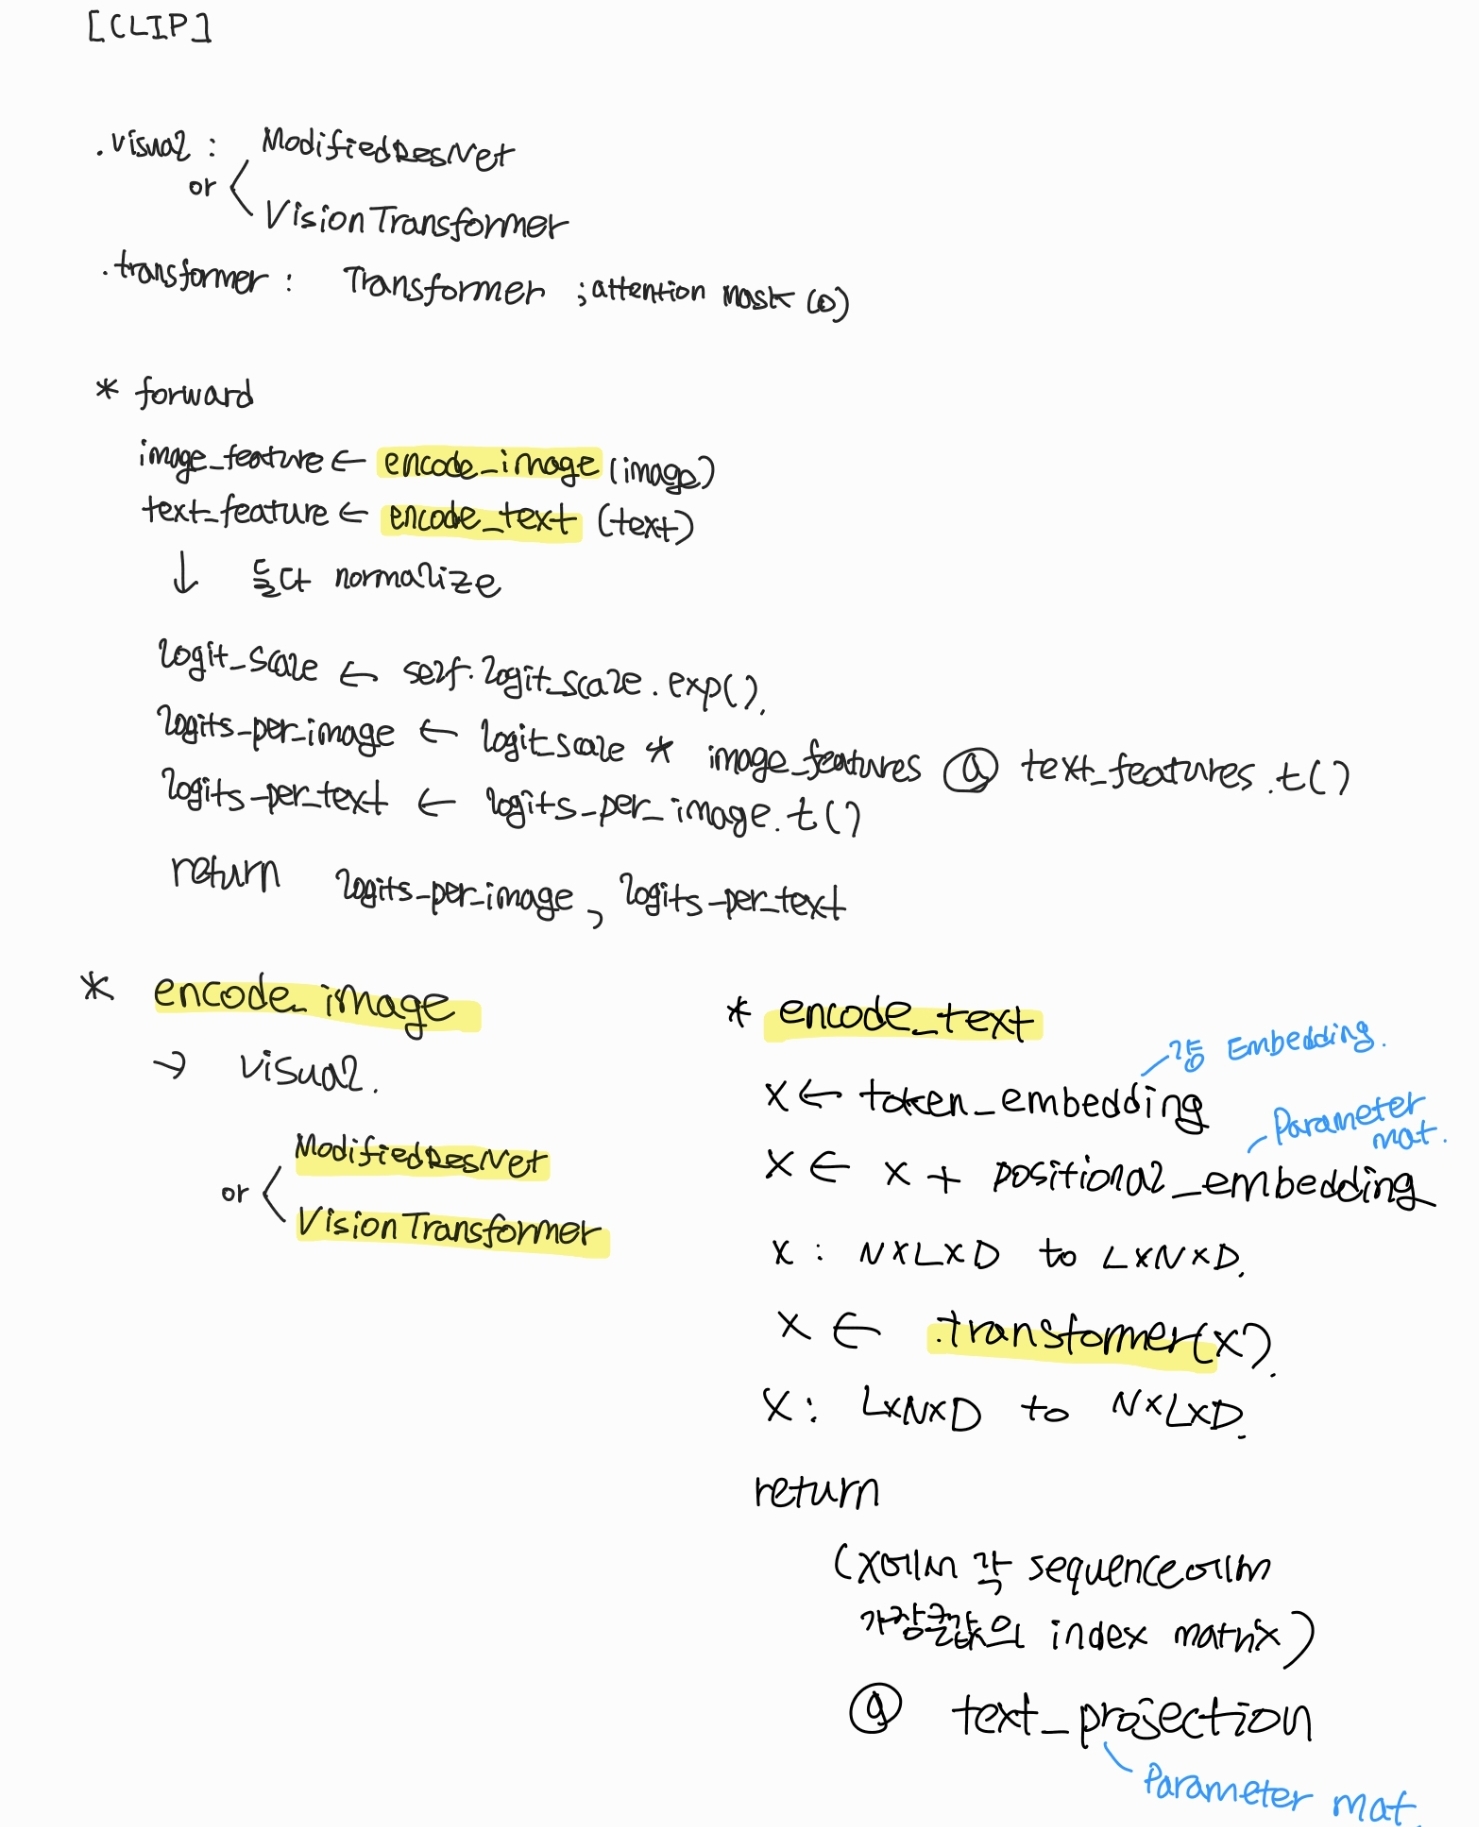 [CLIP]
.visual : ModifiedResNet
or
VisionTransformer
.transformer : Transformer ; attention mask (o)
* forward
image_feature ← encode_image (image)
text_feature ← encode_text (text)
↓ 둘다 normalize
logit_scale ← self.logit_scale.exp().
logits_per_image ← logit_scale * image_features @ text_features.t()
logits_per_text ← logits_per_image.t()
return logits_per_image, logits_per_text
* encode_image
→ visual.
ModifiedResNet
or
VisionTransformer
* encode_text
걍 Embedding.
x ← token_embedding
Parameter
mat.
x ← x + positional_embedding
x : N×L×D to L×N×D.
x ← .transformer(x).
x : L×N×D to N×L×D.
return
(x에서 각 sequence에서
가장큰값의 index matrix)
@ text_projection
Parameter mat.